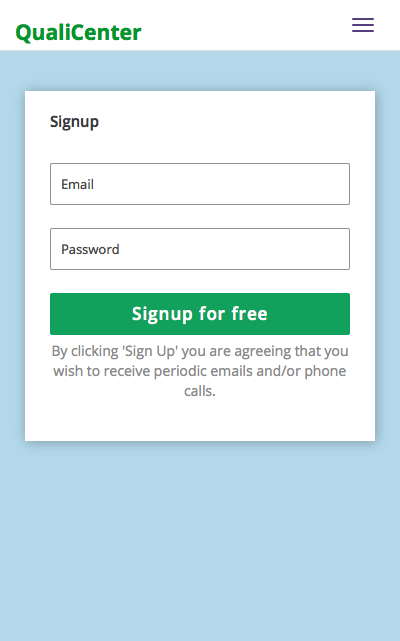 QualiCenter
Signup
Email
Password
Signup for free
By clicking 'Sign Up' you are agreeing that you
wish to receive periodic emails and/or phone
calls.